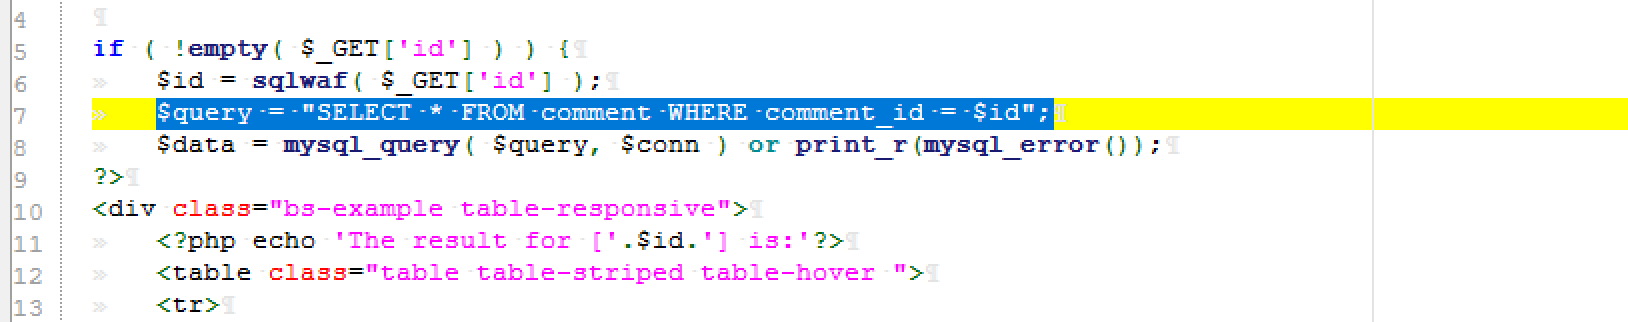 4
5 if ( !empty( $_GET['id'] ) ) {
6 $id = sqlwaf( $_GET['id'] );
7 $query = "SELECT * FROM comment WHERE comment_id = $id";
8 $data = mysql_query( $query, $conn ) or print_r(mysql_error());
9 ?>
10 <div class="bs-example table-responsive">
11 <?php echo 'The result for ['.$id.'] is:'?>
12 <table class="table table-striped table-hover ">
13 <tr>